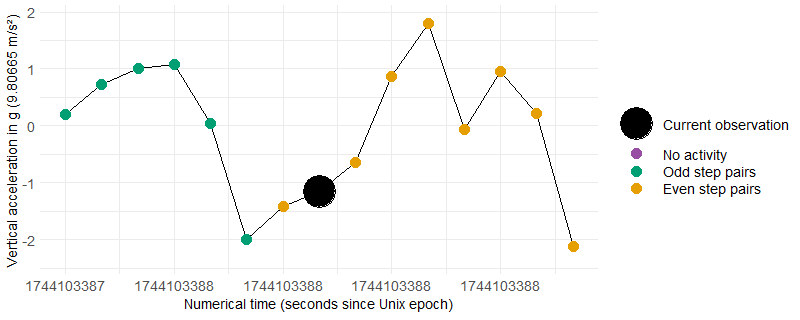 Vertical acceleration in g (9.80665 m/s²)
2
1
0
-1
-2
1744103387 1744103388 1744103388 1744103388 1744103388
Numerical time (seconds since Unix epoch)
Current observation
No activity
Odd step pairs
Even step pairs